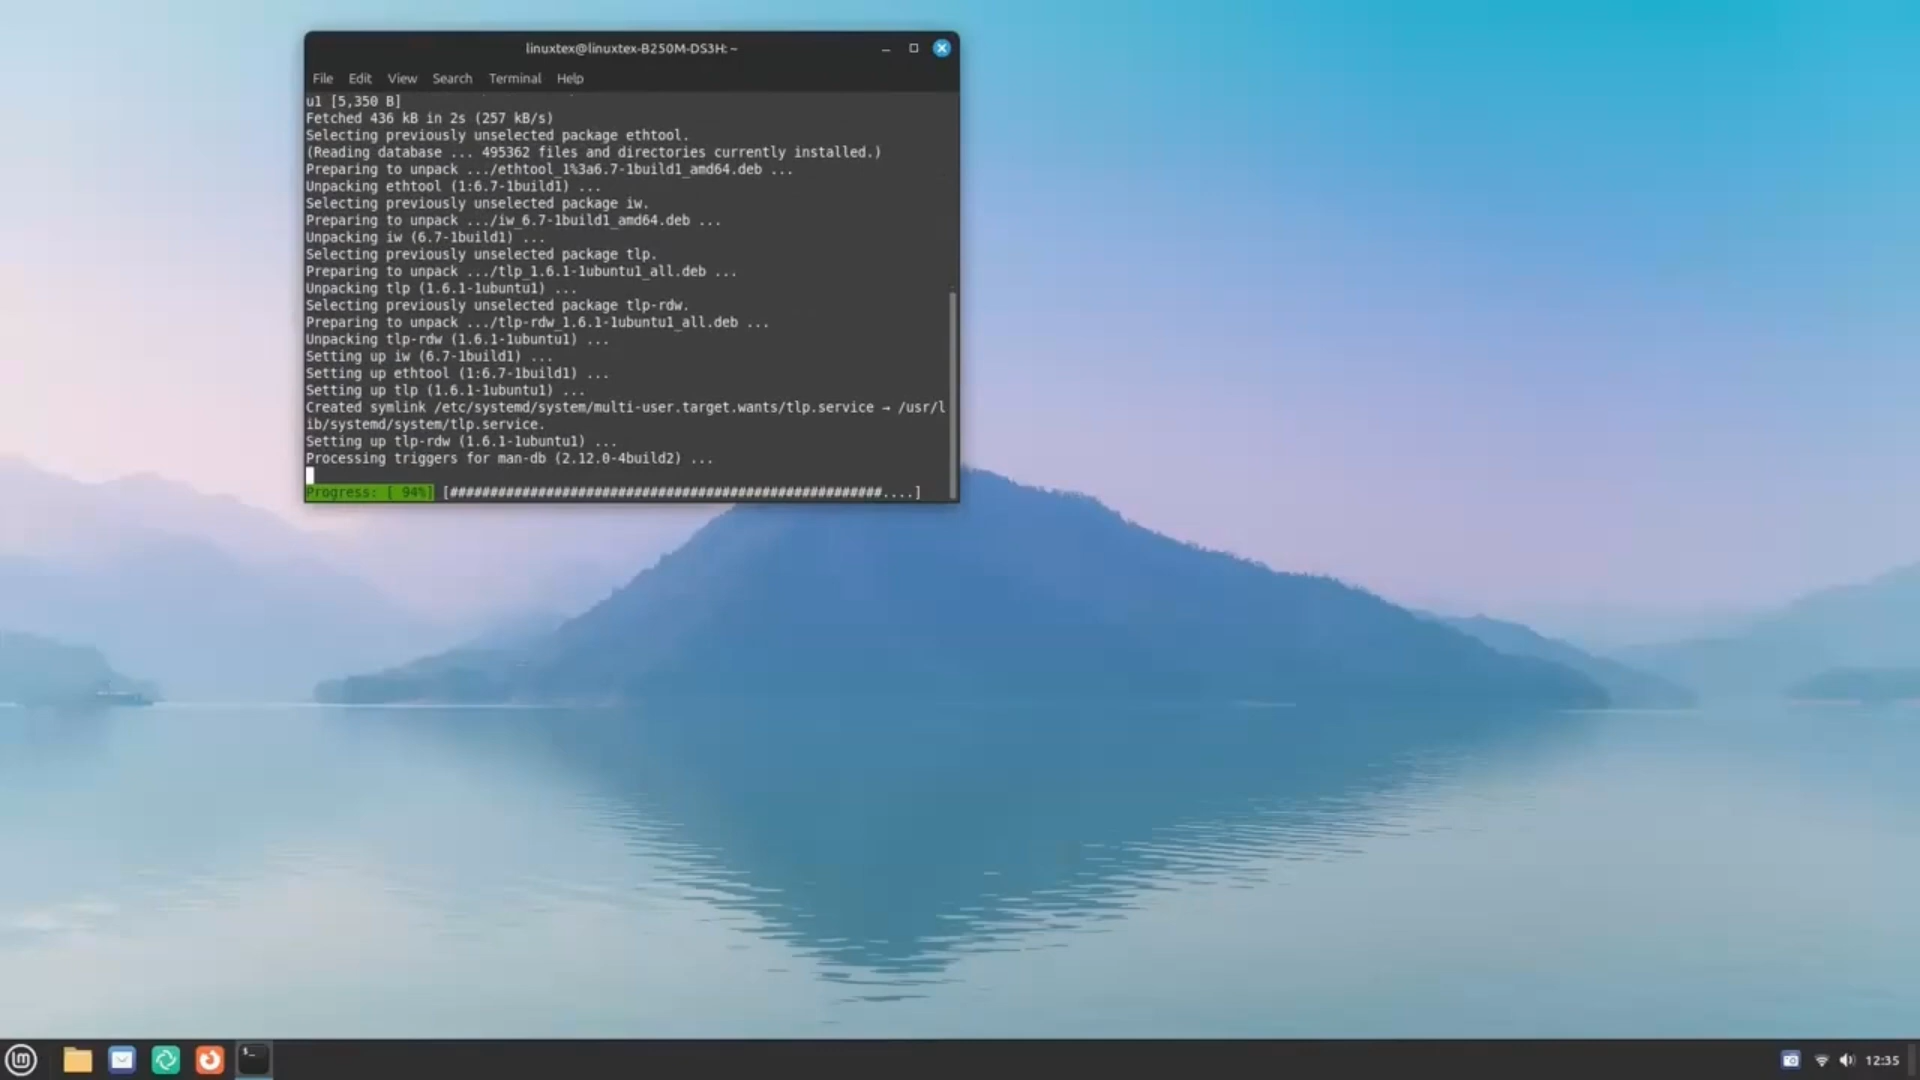 linuxtex@linuxtex-B250M-DS3H: ~
File Edit View Search Terminal Help
u1 [5,350 B]
Fetched 436 kB in 2s (257 kB/s)
Selecting previously unselected package ethtool.
(Reading database ... 495362 files and directories currently installed.)
Preparing to unpack .../ethtool_1%3a6.7-1build1_amd64.deb ...
Unpacking ethtool (1:6.7-1build1) ...
Selecting previously unselected package iw.
Preparing to unpack .../iw_6.7-1build1_amd64.deb ...
Unpacking iw (6.7-1build1) ...
Selecting previously unselected package tlp.
Preparing to unpack .../tlp_1.6.1-1ubuntu1_all.deb ...
Unpacking tlp (1.6.1-1ubuntu1) ...
Selecting previously unselected package tlp-rdw.
Preparing to unpack .../tlp-rdw_1.6.1-1ubuntu1_all.deb ...
Unpacking tlp-rdw (1.6.1-1ubuntu1) ...
Setting up iw (6.7-1build1) ...
Setting up ethtool (1:6.7-1build1) ...
Setting up tlp (1.6.1-1ubuntu1) ...
Created symlink /etc/systemd/system/multi-user.target.wants/tlp.service → /usr/l
ib/systemd/system/tlp.service.
Setting up tlp-rdw (1.6.1-1ubuntu1) ...
Processing triggers for man-db (2.12.0-4build2) ...
Progress: [ 94%] [######################################################....]
12:35